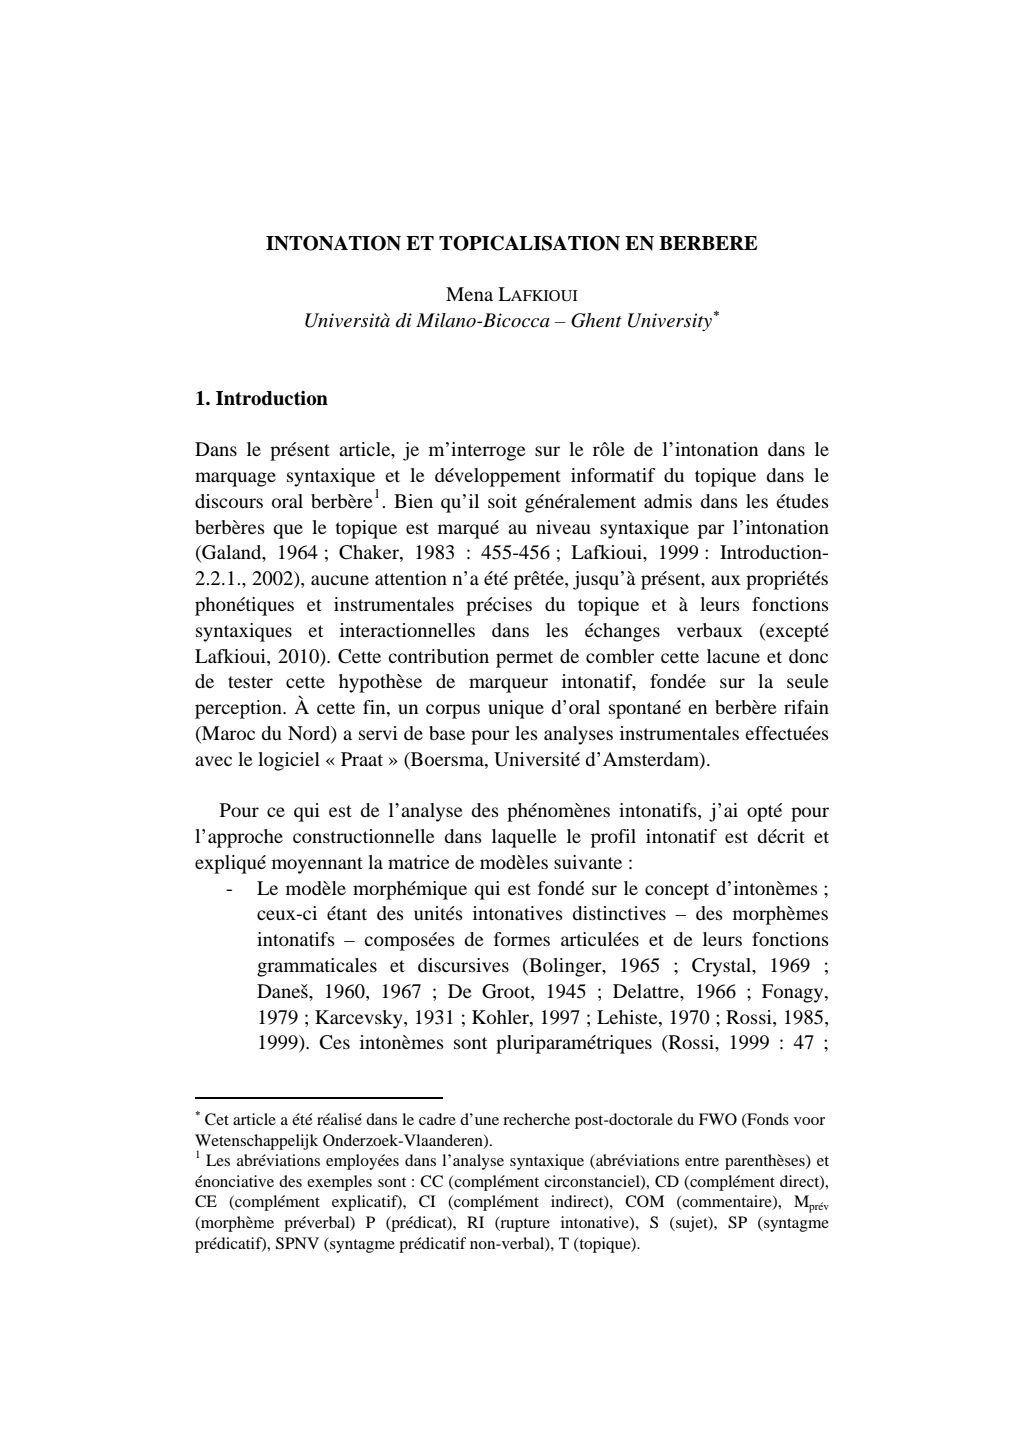 INTONATION ET TOPICALISATION EN BERBERE
Mena LAFKIOUI
Università di Milano-Bicocca – Ghent University*
1. Introduction
Dans le présent article, je m’interroge sur le rôle de l’intonation dans le
marquage syntaxique et le développement informatif du topique dans le
discours oral berbère1. Bien qu’il soit généralement admis dans les études
berbères que le topique est marqué au niveau syntaxique par l’intonation
(Galand, 1964 ; Chaker, 1983 : 455-456 ; Lafkioui, 1999 : Introduction-
2.2.1., 2002), aucune attention n’a été prêtée, jusqu’à présent, aux propriétés
phonétiques et instrumentales précises du topique et à leurs fonctions
syntaxiques et interactionnelles dans les échanges verbaux (excepté
Lafkioui, 2010). Cette contribution permet de combler cette lacune et donc
de tester cette hypothèse de marqueur intonatif, fondée sur la seule
perception. À cette fin, un corpus unique d’oral spontané en berbère rifain
(Maroc du Nord) a servi de base pour les analyses instrumentales effectuées
avec le logiciel « Praat » (Boersma, Université d’Amsterdam).
Pour ce qui est de l’analyse des phénomènes intonatifs, j’ai opté pour
l’approche constructionnelle dans laquelle le profil intonatif est décrit et
expliqué moyennant la matrice de modèles suivante :
- Le modèle morphémique qui est fondé sur le concept d’intonèmes ;
ceux-ci étant des unités intonatives distinctives – des morphèmes
intonatifs – composées de formes articulées et de leurs fonctions
grammaticales et discursives (Bolinger, 1965 ; Crystal, 1969 ;
Daneš, 1960, 1967 ; De Groot, 1945 ; Delattre, 1966 ; Fonagy,
1979 ; Karcevsky, 1931 ; Kohler, 1997 ; Lehiste, 1970 ; Rossi, 1985,
1999). Ces intonèmes sont pluriparamétriques (Rossi, 1999 : 47 ;
* Cet article a été réalisé dans le cadre d’une recherche post-doctorale du FWO (Fonds voor
Wetenschappelijk Onderzoek-Vlaanderen).
1 Les abréviations employées dans l’analyse syntaxique (abréviations entre parenthèses) et
énonciative des exemples sont : CC (complément circonstanciel), CD (complément direct),
CE (complément explicatif), CI (complément indirect), COM (commentaire), Mprév
(morphème préverbal) P (prédicat), RI (rupture intonative), S (sujet), SP (syntagme
prédicatif), SPNV (syntagme prédicatif non-verbal), T (topique).